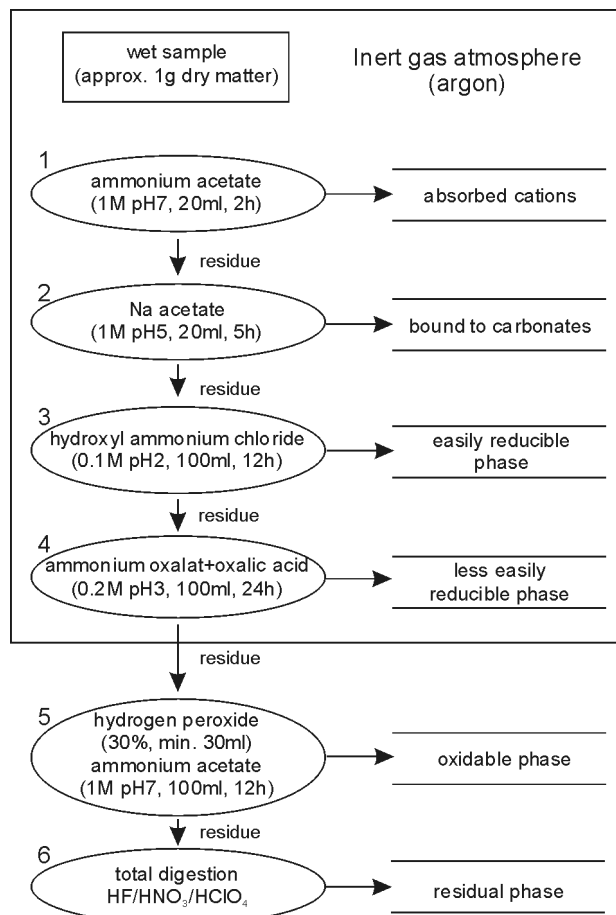 wet sample
(approx. 1g dry matter)
Inert gas atmosphere
(argon)
1
ammonium acetate
(1M pH7, 20ml, 2h)
absorbed cations
residue
2
Na acetate
(1M pH5, 20ml, 5h)
bound to carbonates
residue
3
hydroxyl ammonium chloride
(0.1M pH2, 100ml, 12h)
easily reducible
phase
residue
4
ammonium oxalat+oxalic acid
(0.2M pH3, 100ml, 24h)
less easily
reducible phase
residue
5
hydrogen peroxide
(30%, min. 30ml)
ammonium acetate
(1M pH7, 100ml, 12h)
oxidable phase
residue
6
total digestion
HF/HNO₃/HClO₄
residual phase